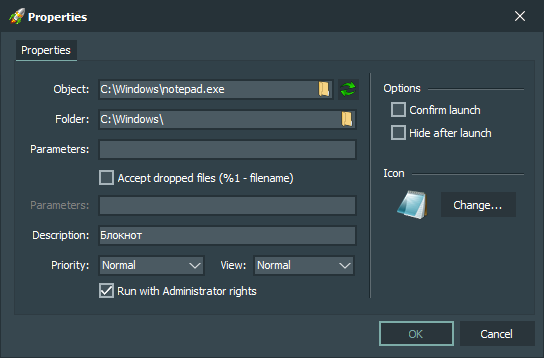 Properties
Properties
Object: C:\Windows\notepad.exe
Folder: C:\Windows\
Parameters:
Accept dropped files (%1 - filename)
Parameters:
Description: Блокнот
Priority: Normal View: Normal
Run with Administrator rights
Options
Confirm launch
Hide after launch
Icon
Change...
OK Cancel